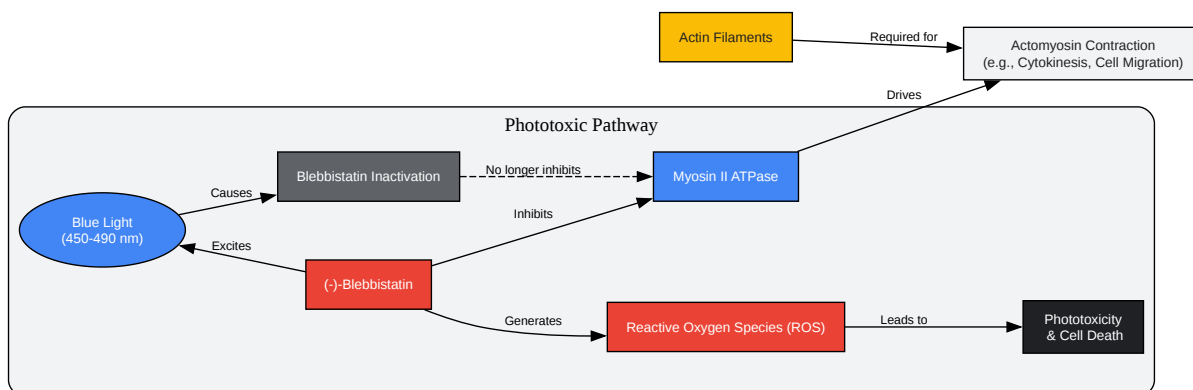 Actin Filaments
Required for
Actomyosin Contraction
(e.g., Cytokinesis, Cell Migration)
Drives
Phototoxic Pathway
Blebbistatin Inactivation
No longer inhibits
Myosin II ATPase
Causes
Blue Light
(450-490 nm)
Inhibits
Excites
(-)-Blebbistatin
Generates
Reactive Oxygen Species (ROS)
Leads to
Phototoxicity
& Cell Death